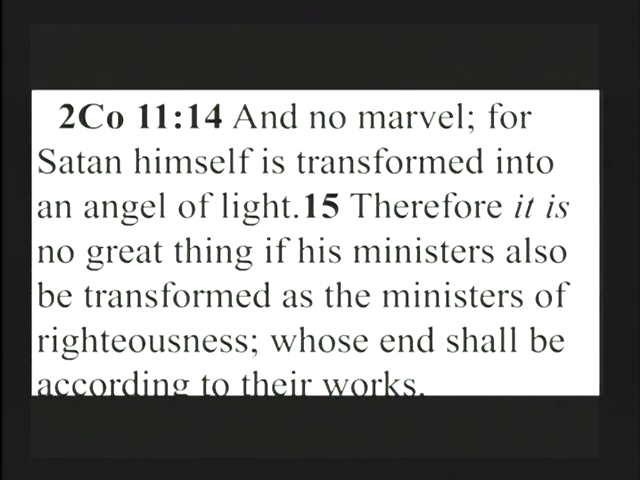 2Co 11:14 And no marvel; for
Satan himself is transformed into
an angel of light.15 Therefore it is
no great thing if his ministers also
be transformed as the ministers of
righteousness; whose end shall be
according to their works.